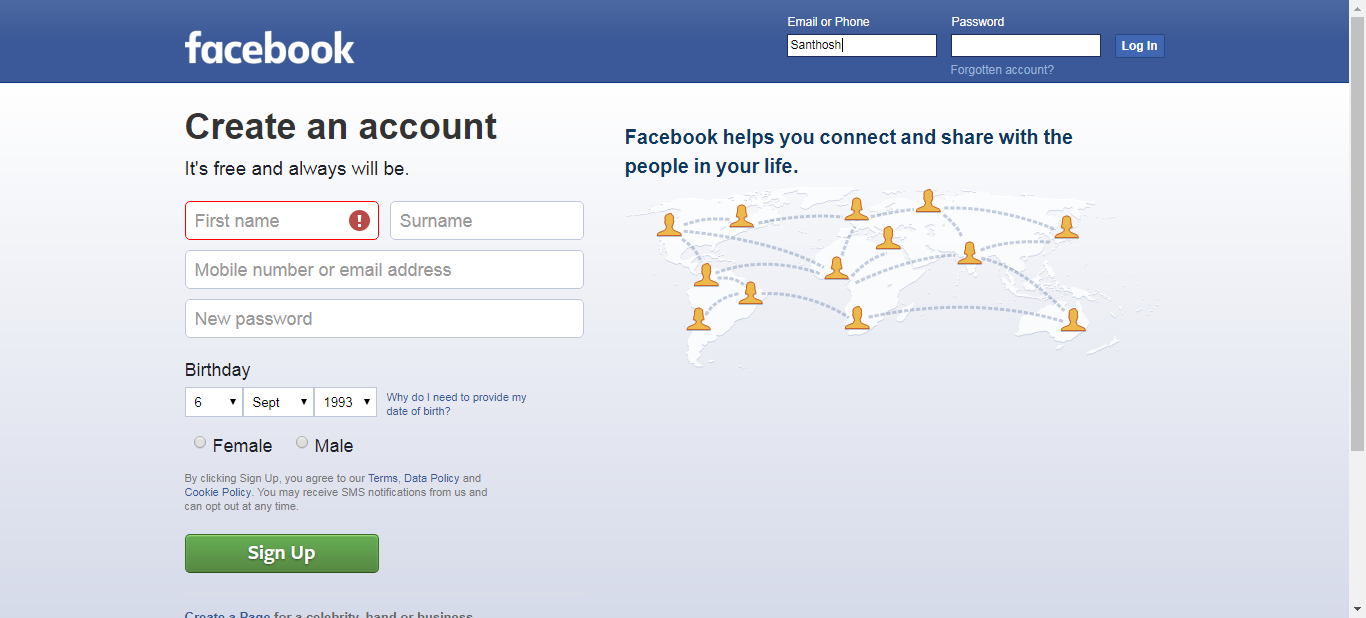 facebook
Email or Phone
Password
Santhosh
Log In
Forgotten account?
Create an account
It's free and always will be.
First name
Surname
Mobile number or email address
New password
Birthday
6
Sept
1993
Why do I need to provide my
date of birth?
Female
Male
By clicking Sign Up, you agree to our Terms, Data Policy and
Cookie Policy. You may receive SMS notifications from us and
can opt out at any time.
Sign Up
Create a Page for a celebrity, band or business.
Facebook helps you connect and share with the
people in your life.